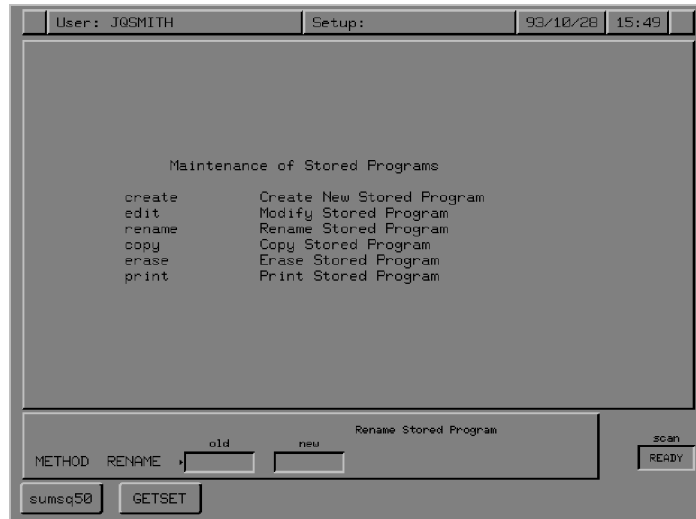 User: JQSMITH Setup: 93/10/28 15:49
Maintenance of Stored Programs
create Create New Stored Program
edit Modify Stored Program
rename Rename Stored Program
copy Copy Stored Program
erase Erase Stored Program
print Print Stored Program
Rename Stored Program
old new scan
METHOD RENAME READY
sumsq50 GETSET